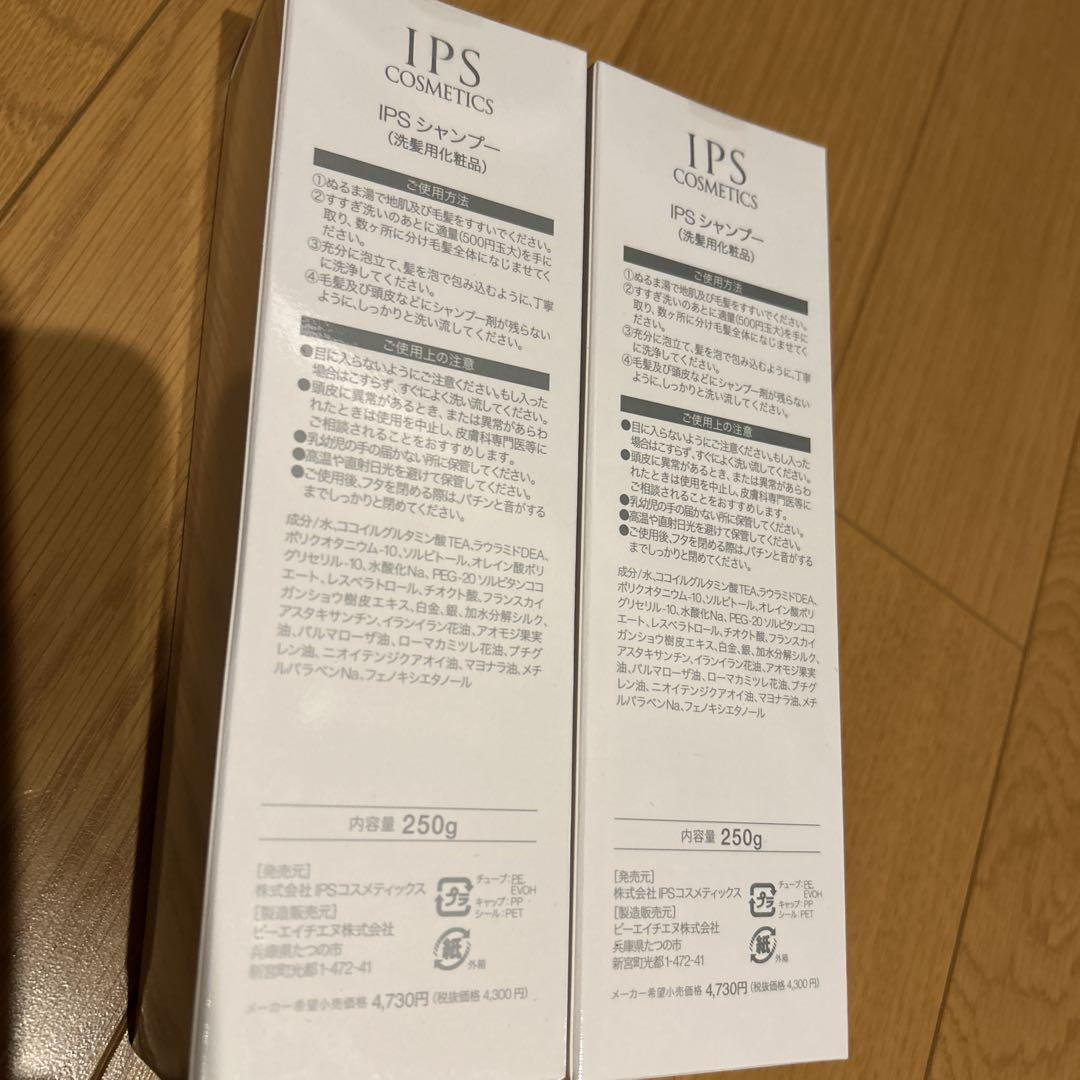 IPS
COSMETICS
IPS シャンプー
(洗髪用化粧品)
ご使用方法
①ぬるま湯で地肌及び毛髪をすすいでください。
②すすぎ洗いのあとに適量(500円玉大)を手に
取り、数ヶ所に分け毛髪全体になじませてく
ださい。
③充分に泡立て、髪を泡で包み込むように、丁寧
に洗浄してください。
④毛髪及び頭皮などにシャンプー剤が残らない
ように、しっかりと洗い流してください。
ご使用上の注意
●目に入らないようにご注意ください。もし入った
場合はこすらず、すぐによく洗い流してください。
●頭皮に異常があるとき、または異常があらわ
れたときは使用を中止し、皮膚科専門医等に
ご相談されることをおすすめします。
●乳幼児の手の届かない所に保管してください。
●高温や直射日光を避けて保管してください。
●ご使用後、フタを閉める際は、パチンと音がする
までしっかりと閉めてください。
成分/水、ココイルグルタミン酸TEA、ラウラミドDEA、
ポリクオタニウム-10、ソルビトール、オレイン酸ポリ
グリセリル-10、水酸化Na、PEG-20ソルビタンココ
エート、レスベラトロール、チオクト酸、フランスカイ
ガンショウ樹皮エキス、白金、銀、加水分解シルク、
アスタキサンチン、イランイラン花油、アオモジ果実
油、パルマローザ油、ローマカミツレ花油、プチグ
レン油、ニオイテンジクアオイ油、マヨナラ油、メチ
ルパラベンNa、フェノキシエタノール
内容量 250g
[発売元]
株式会社IPSコスメティックス
[製造販売元]
ピーエイチエヌ株式会社
兵庫県たつの市
新宮町光都1-472-41
プラ
チューブ:PE,
EVOH
キャップ:PP
シール:PET
紙
外箱
メーカー希望小売価格 4,730円(税抜価格 4,300円)
IPS
COSMETICS
IPS シャンプー
(洗髪用化粧品)
ご使用方法
①ぬるま湯で地肌及び毛髪をすすいでください。
②すすぎ洗いのあとに適量(500円玉大)を手に
取り、数ヶ所に分け毛髪全体になじませてく
ださい。
③充分に泡立て、髪を泡で包み込むように、丁寧
に洗浄してください。
④毛髪及び頭皮などにシャンプー剤が残らない
ように、しっかりと洗い流してください。
ご使用上の注意
●目に入らないようにご注意ください。もし入った
場合はこすらず、すぐによく洗い流してください。
●頭皮に異常があるとき、または異常があらわ
れたときは使用を中止し、皮膚科専門医等に
ご相談されることをおすすめします。
●乳幼児の手の届かない所に保管してください。
●高温や直射日光を避けて保管してください。
●ご使用後、フタを閉める際は、パチンと音がする
までしっかりと閉めてください。
成分/水、ココイルグルタミン酸TEA、ラウラミドDEA、
ポリクオタニウム-10、ソルビトール、オレイン酸ポリ
グリセリル-10、水酸化Na、PEG-20ソルビタンココ
エート、レスベラトロール、チオクト酸、フランスカイ
ガンショウ樹皮エキス、白金、銀、加水分解シルク、
アスタキサンチン、イランイラン花油、アオモジ果実
油、パルマローザ油、ローマカミツレ花油、プチグ
レン油、ニオイテンジクアオイ油、マヨナラ油、メチ
ルパラベンNa、フェノキシエタノール
内容量 250g
[発売元]
株式会社IPSコスメティックス
[製造販売元]
ピーエイチエヌ株式会社
兵庫県たつの市
新宮町光都1-472-41
プラ
チューブ:PE,
EVOH
キャップ:PP
シール:PET
紙
外箱
メーカー希望小売価格 4,730円(税抜価格 4,300円)